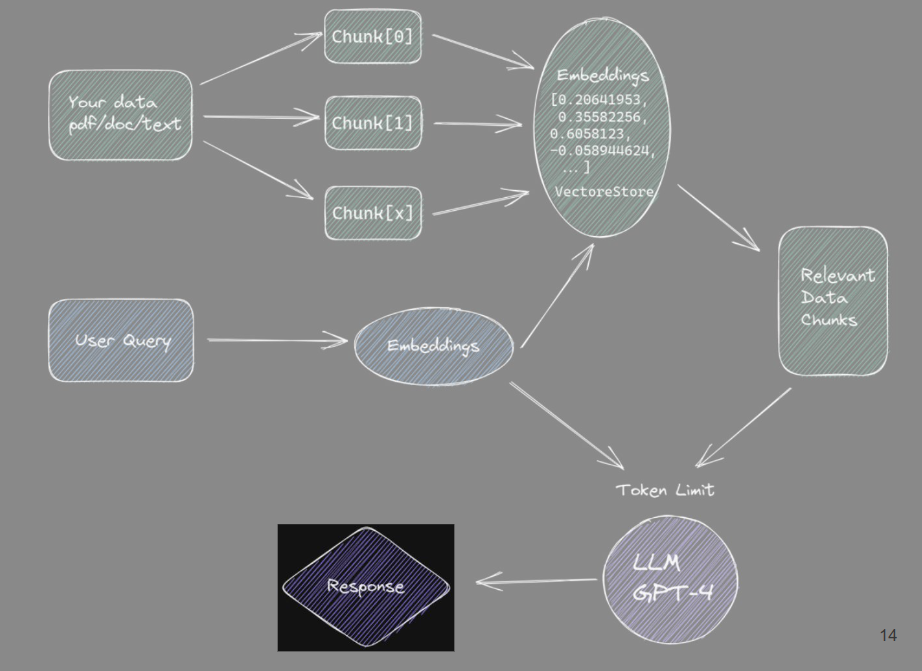 Chunk[0]
Your data
pdf/doc/text
Chunk[1]
Chunk[x]
Embeddings
[0.20641953,
0.35582256,
0.6058123,
-0.058944624,
...]
VectoreStore
Relevant
Data
Chunks
User Query
Embeddings
Token Limit
LLM
GPT-4
Response
14